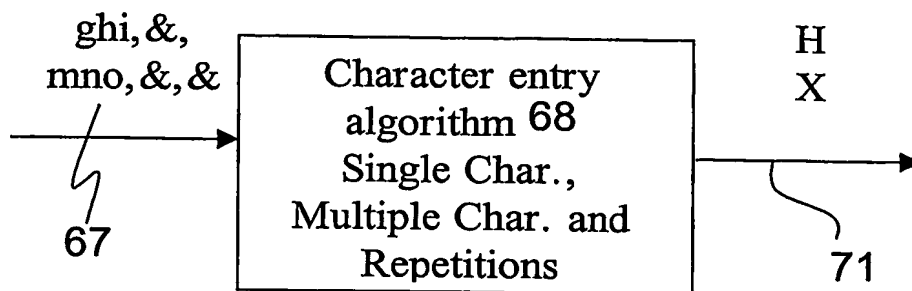 ghi,&,
mno,&,&
67
Character entry
algorithm 68
Single Char.,
Multiple Char. and
Repetitions
H
X
71